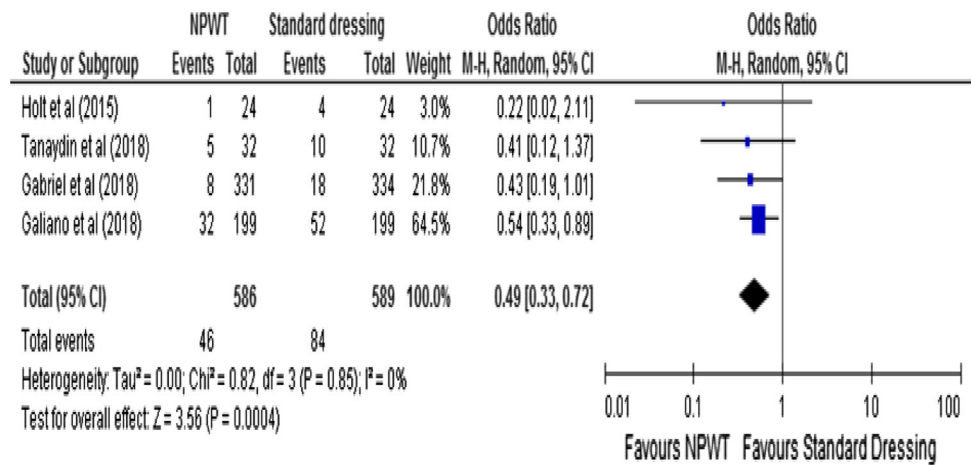 NPWT Standard dressing Odds Ratio Odds Ratio
Study or Subgroup Events Total Events Total Weight M-H, Random, 95% CI M-H, Random, 95% CI
Holt et al (2015) 1 24 4 24 3.0% 0.22 [0.02, 2.11]
Tanaydin et al (2018) 5 32 10 32 10.7% 0.41 [0.12, 1.37]
Gabriel et al (2018) 8 331 18 334 21.8% 0.43 [0.19, 1.01]
Galiano et al (2018) 32 199 52 199 64.5% 0.54 [0.33, 0.89]
Total (95% CI) 586 589 100.0% 0.49 [0.33, 0.72]
Total events 46 84
Heterogeneity: Tau² = 0.00; Chi² = 0.82, df = 3 (P = 0.85); I² = 0%
Test for overall effect: Z = 3.56 (P = 0.0004)
0.01 0.1 1 10 100
Favours NPWT Favours Standard Dressing